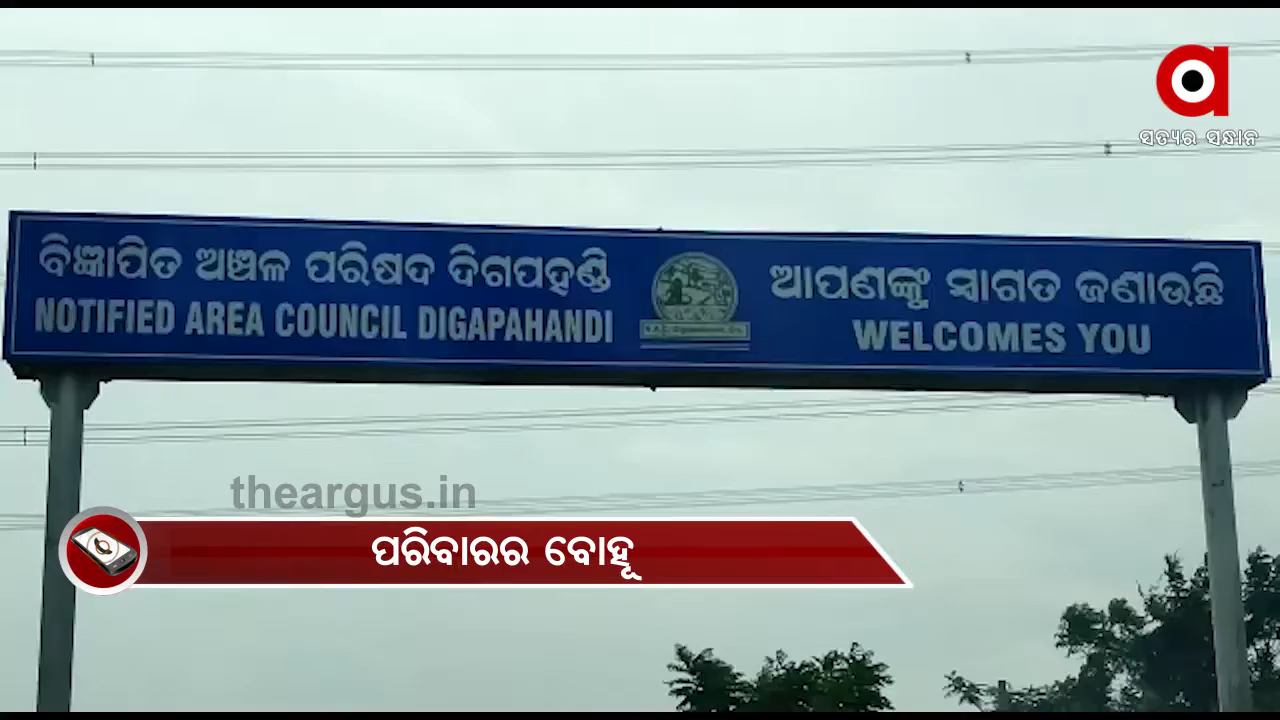 ସତ୍ୟର ସନ୍ଧାନ
ବିଜ୍ଞାପିତ ଅଞ୍ଚଳ ପରିଷଦ ଦିଗପହଣ୍ଡି
NOTIFIED AREA COUNCIL DIGAPAHANDI
ଆପଣଙ୍କୁ ସ୍ଵାଗତ ଜଣାଉଛି
WELCOMES YOU
theargus.in
ପରିବାରର ବୋହୂ